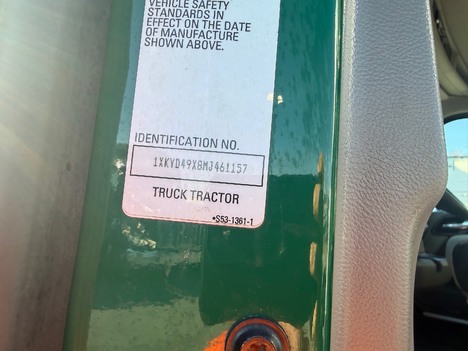 VEHICLE SAFETY
STANDARDS IN
EFFECT ON THE DATE
OF MANUFACTURE
SHOWN ABOVE.
IDENTIFICATION NO.
1XKYD49X8MJ461157
TRUCK TRACTOR
•S53-1361-1